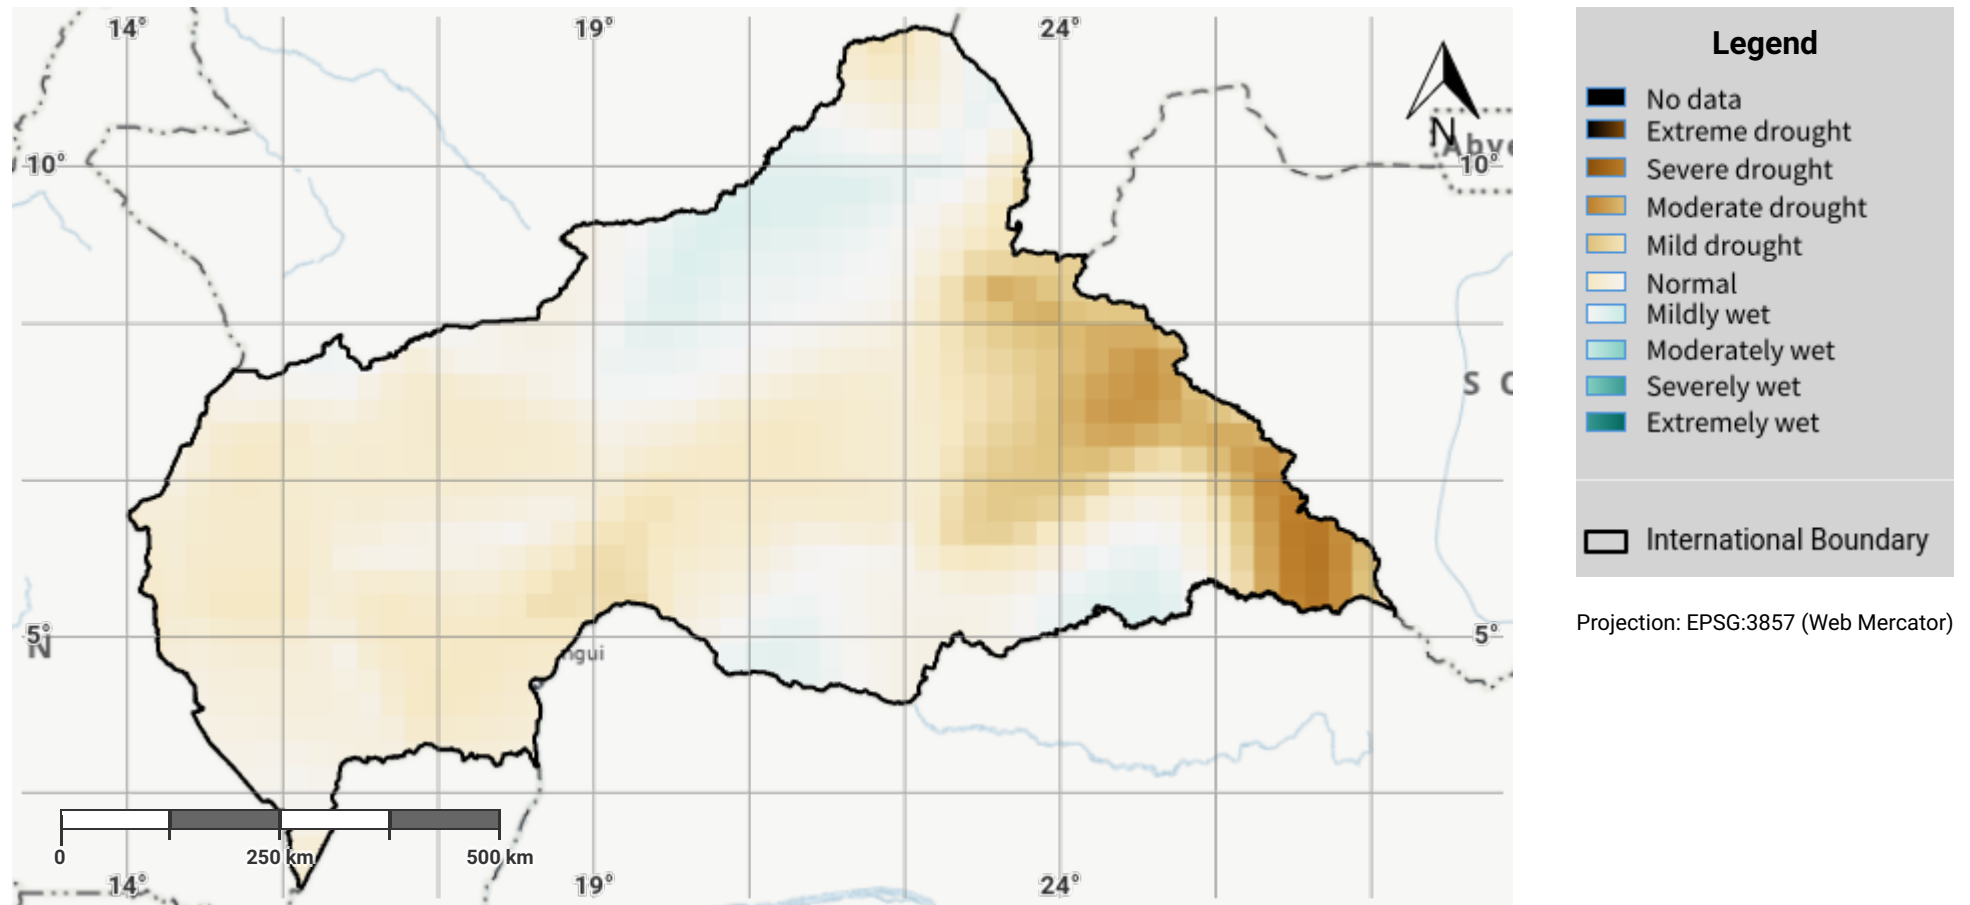 14° 19° 24°
N
Abye
10° 10°
S C
5° 5°
N
ngui
0 250 km 500 km
14° 19° 24°
Legend
No data
Extreme drought
Severe drought
Moderate drought
Mild drought
Normal
Mildly wet
Moderately wet
Severely wet
Extremely wet
International Boundary
Projection: EPSG:3857 (Web Mercator)